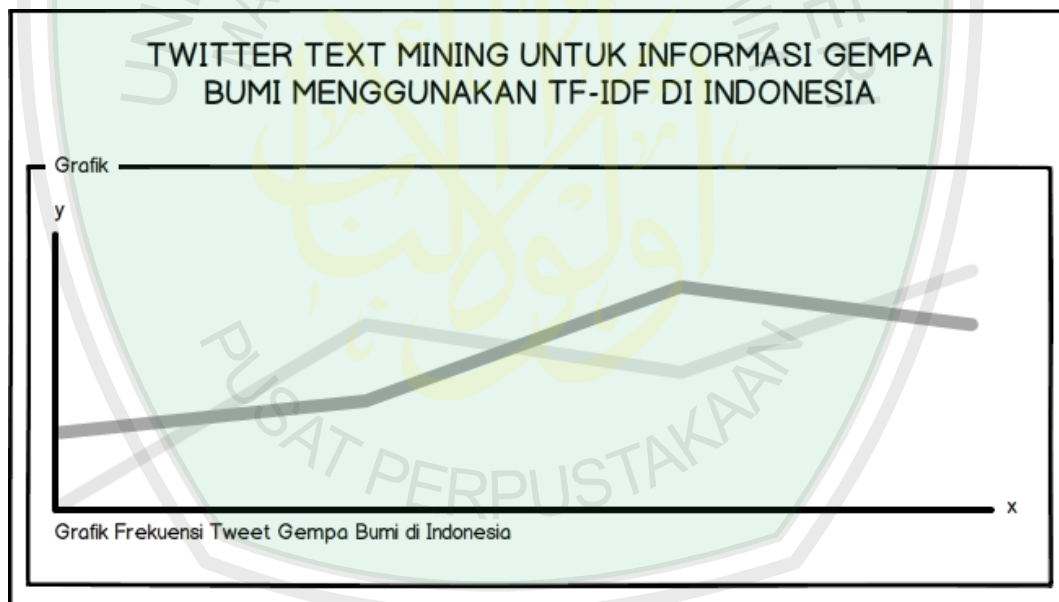 TWITTER TEXT MINING UNTUK INFORMASI GEMPA
BUMI MENGGUNAKAN TF-IDF DI INDONESIA
Grafik
y
x
Grafik Frekuensi Tweet Gempa Bumi di Indonesia
PUSAT PERPUSTAKAAN